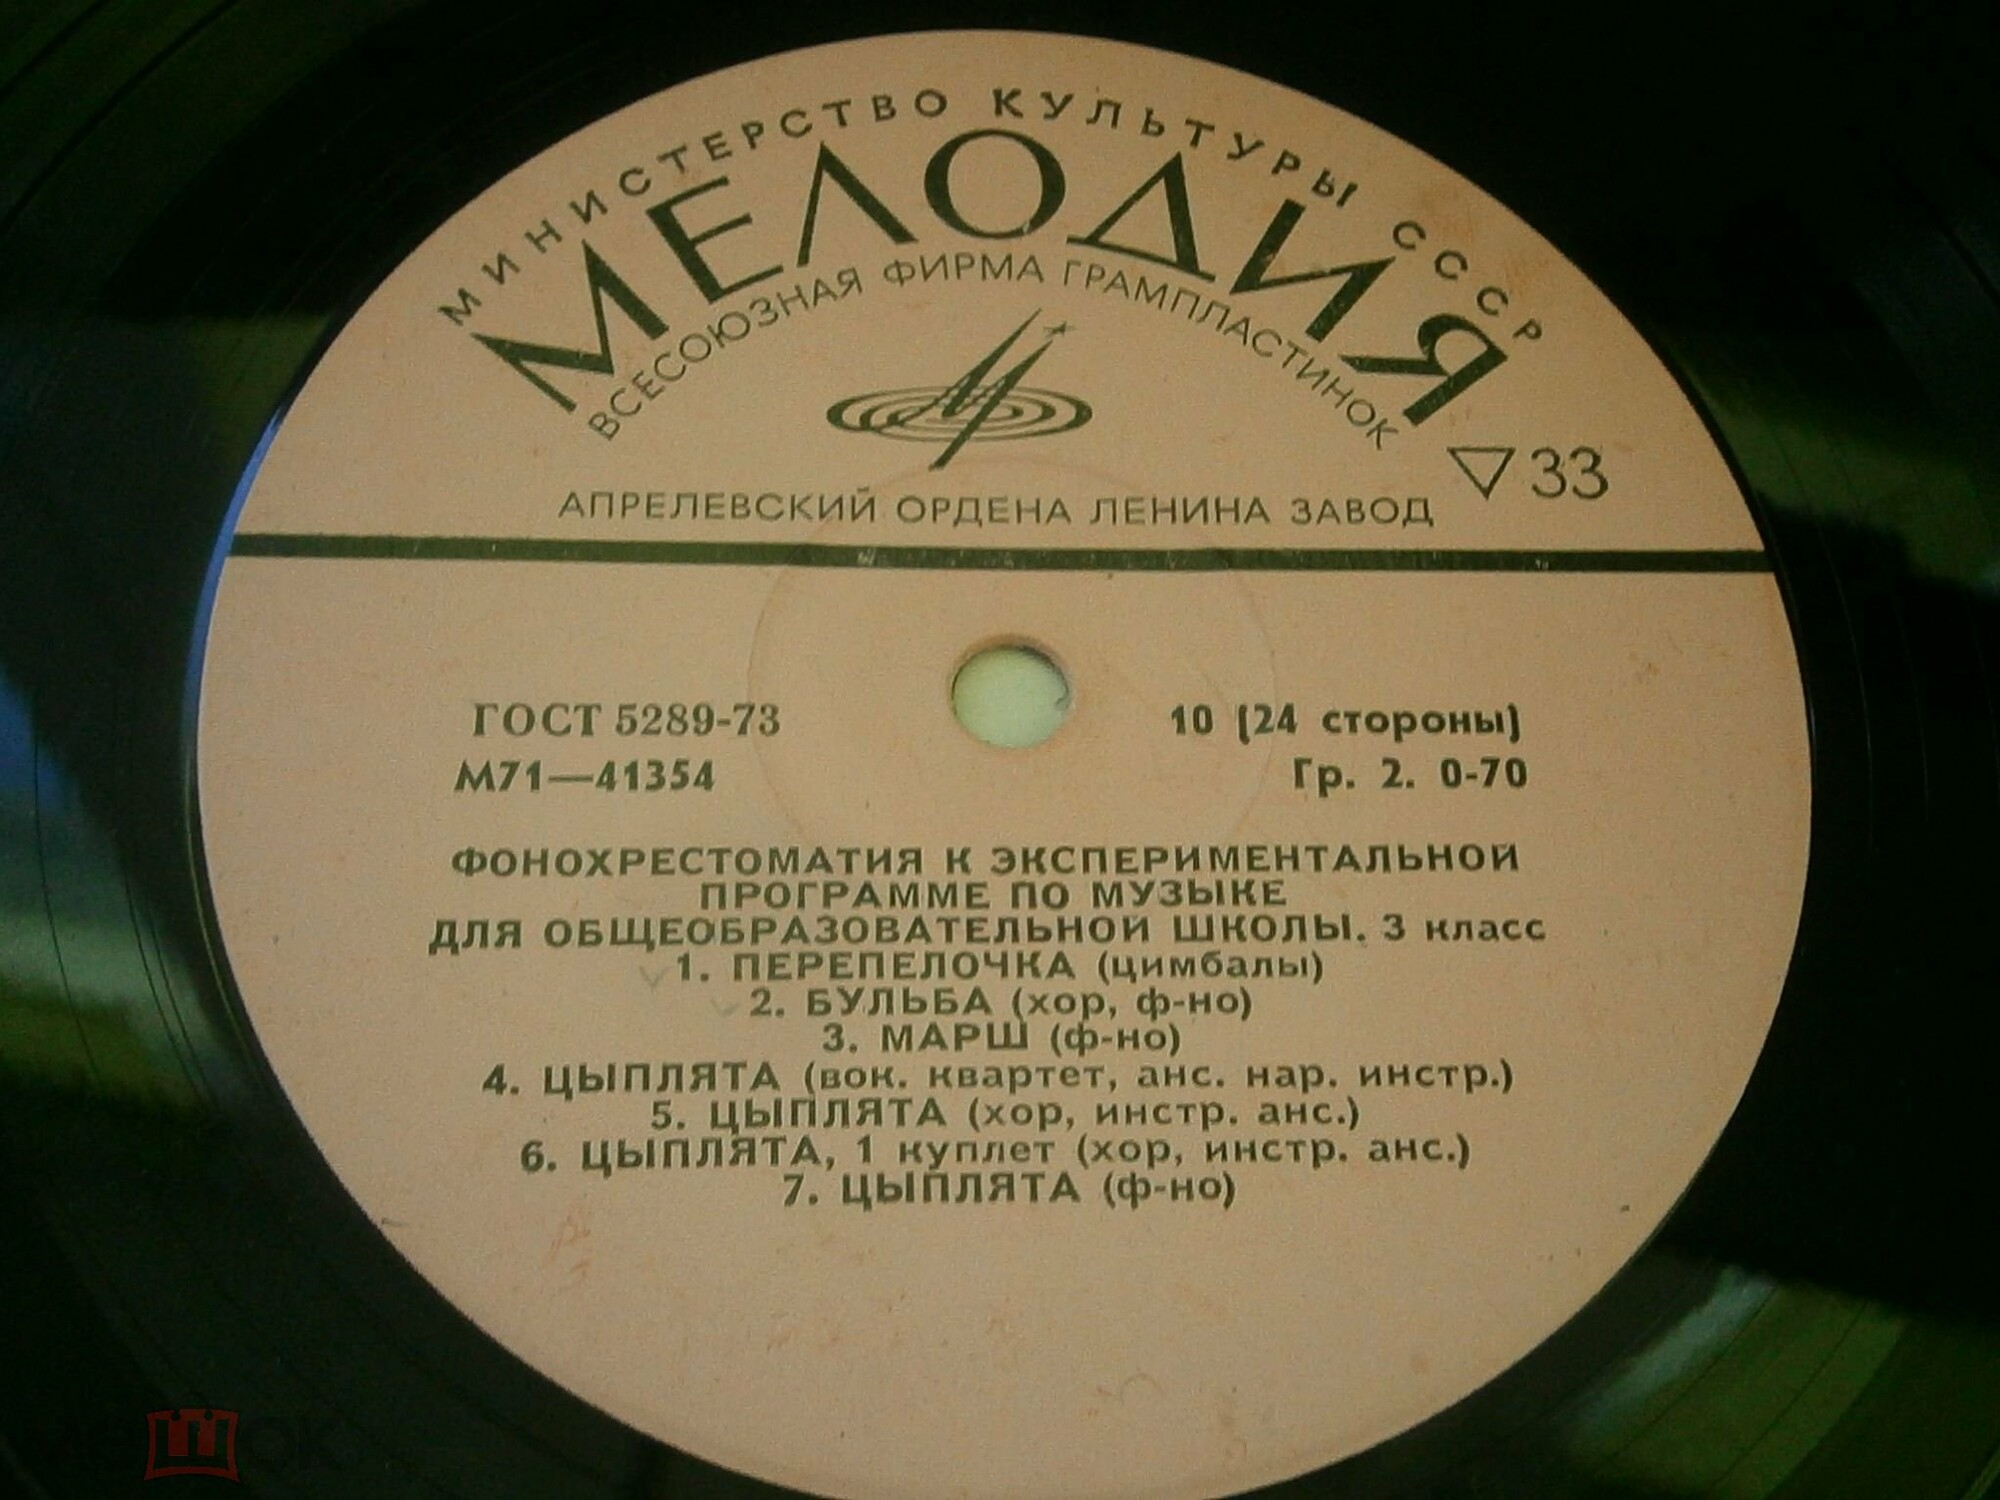 МИНИСТЕРСТВО КУЛЬТУРЫ СССР
МЕЛОДИЯ
ВСЕСОЮЗНАЯ ФИРМА ГРАМПЛАСТИНОК
33
АПРЕЛЕВСКИЙ ОРДЕНА ЛЕНИНА ЗАВОД
ГОСТ 5289-73
10 (24 стороны)
М71—41354
Гр. 2. 0-70
ФОНОХРЕСТОМАТИЯ К ЭКСПЕРИМЕНТАЛЬНОЙ
ПРОГРАММЕ ПО МУЗЫКЕ
ДЛЯ ОБЩЕОБРАЗОВАТЕЛЬНОЙ ШКОЛЫ. 3 класс
1. ПЕРЕПЕЛОЧКА (цимбалы)
2. БУЛЬБА (хор, ф-но)
3. МАРШ (ф-но)
4. ЦЫПЛЯТА (вок. квартет, анс. нар. инстр.)
5. ЦЫПЛЯТА (хор, инстр. анс.)
6. ЦЫПЛЯТА, 1 куплет (хор, инстр. анс.)
7. ЦЫПЛЯТА (ф-но)
мешок